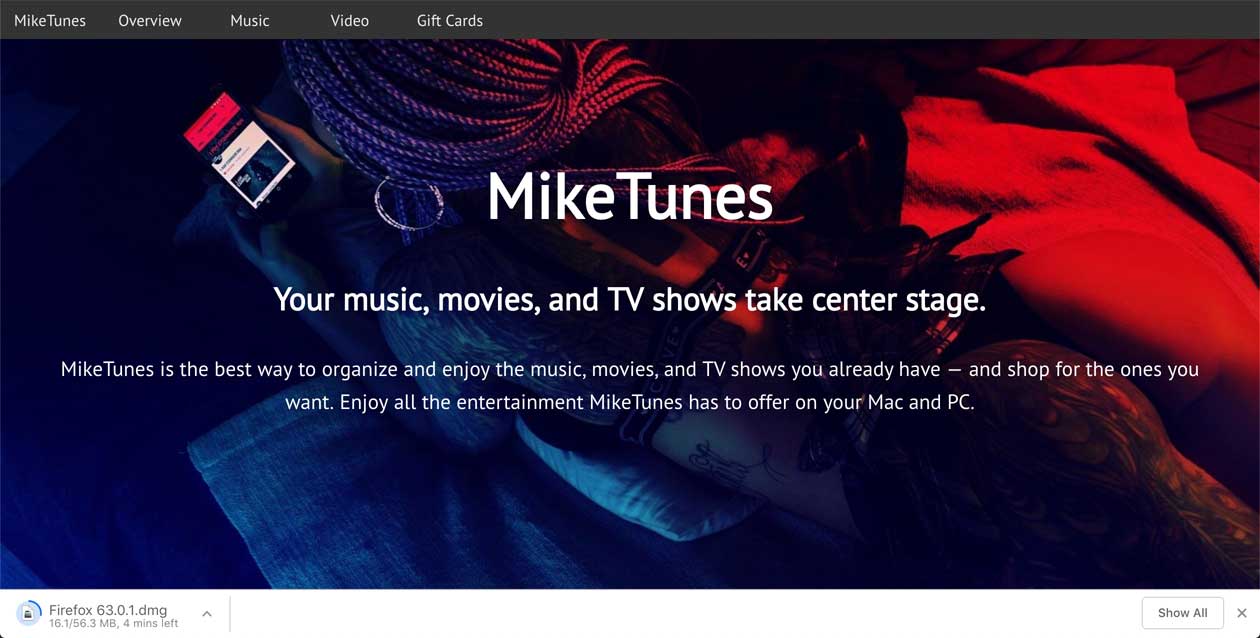 MikeTunes Overview Music Video Gift Cards
MikeTunes
Your music, movies, and TV shows take center stage.
MikeTunes is the best way to organize and enjoy the music, movies, and TV shows you already have — and shop for the ones you
want. Enjoy all the entertainment MikeTunes has to offer on your Mac and PC.
Firefox 63.0.1.dmg
16.1/56.3 MB, 4 mins left
Show All